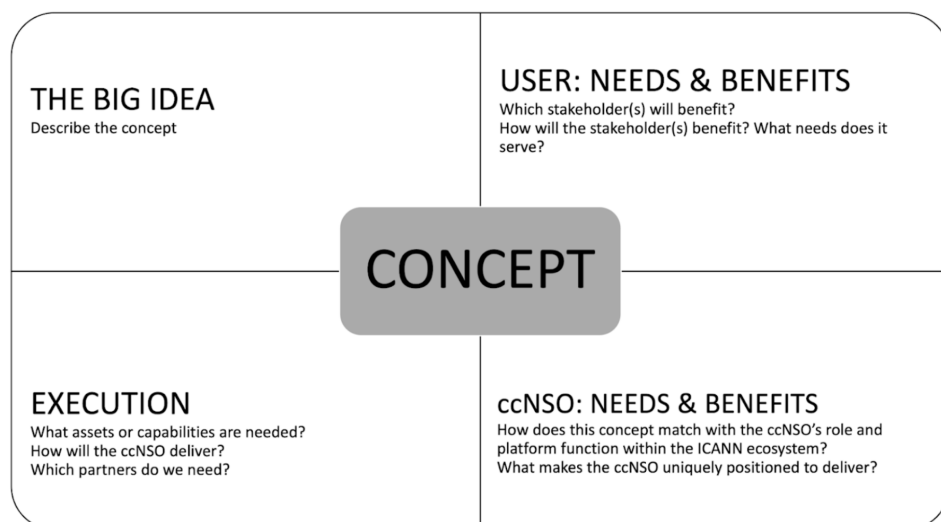 THE BIG IDEA
Describe the concept
USER: NEEDS & BENEFITS
Which stakeholder(s) will benefit?
How will the stakeholder(s) benefit? What needs does it
serve?
CONCEPT
EXECUTION
What assets or capabilities are needed?
How will the ccNSO deliver?
Which partners do we need?
ccNSO: NEEDS & BENEFITS
How does this concept match with the ccNSO's role and
platform function within the ICANN ecosystem?
What makes the ccNSO uniquely positioned to deliver?